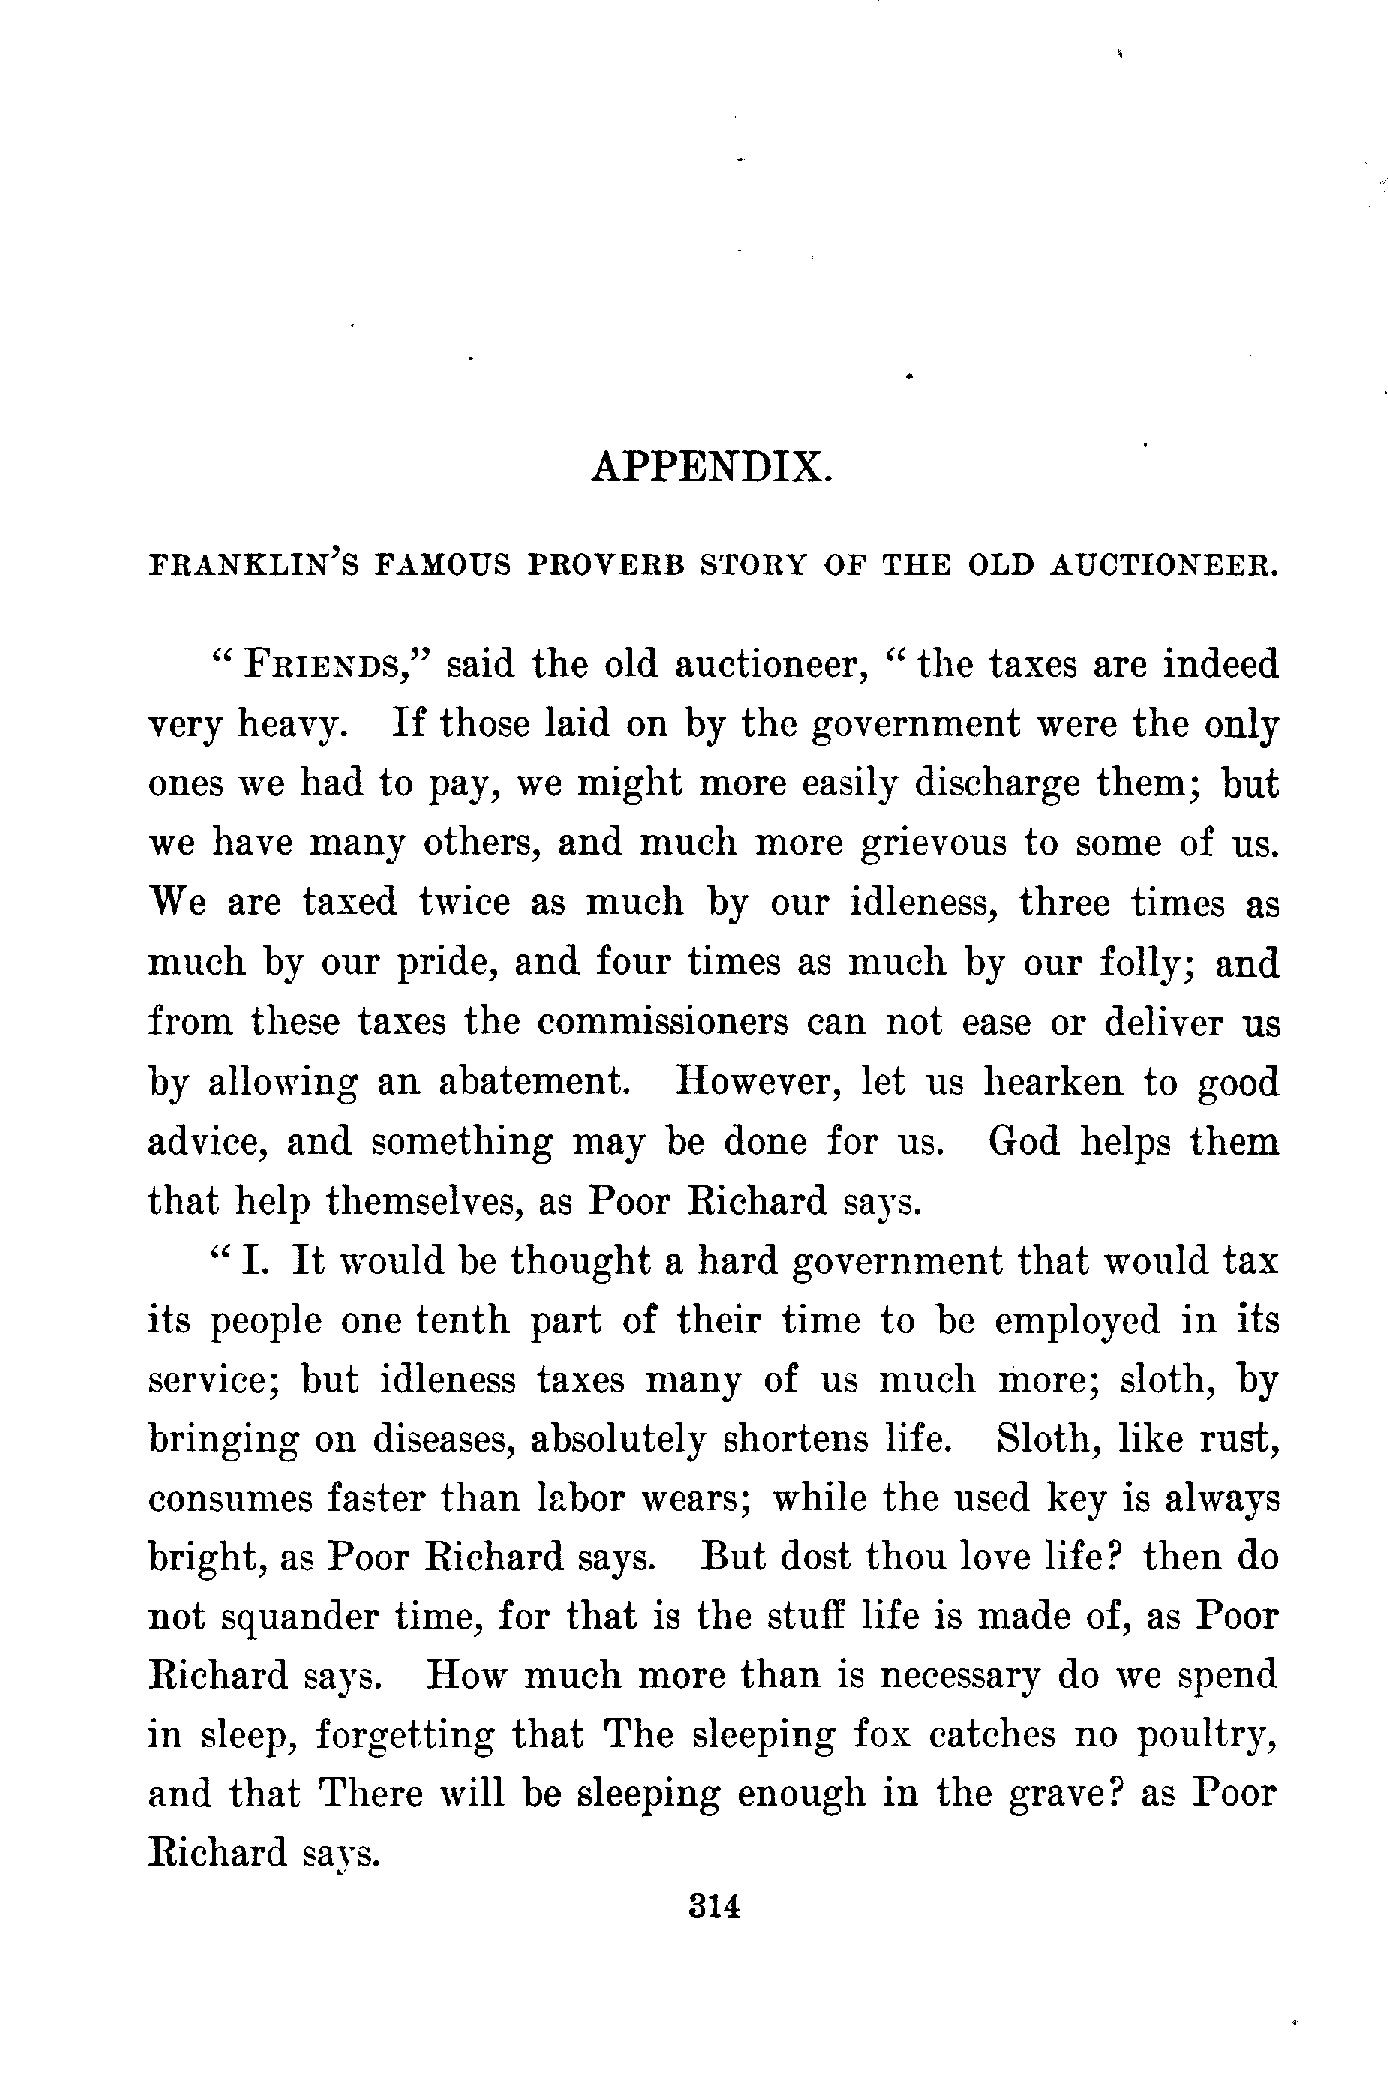 APPENDIX.
FRANKLIN'S FAMOUS PROVERB STORY OF THE OLD AUCTIONEER.
“ FRIENDS,” said the old auctioneer, “ the taxes are indeed
very heavy. If those laid on by the government were the only
ones we had to pay, we might more easily discharge them; but
we have many others, and much more grievous to some of us.
We are taxed twice as much by our idleness, three times as
much by our pride, and four times as much by our folly; and
from these taxes the commissioners can not ease or deliver us
by allowing an abatement. However, let us hearken to good
advice, and something may be done for us. God helps them
that help themselves, as Poor Richard says.
“ I. It would be thought a hard government that would tax
its people one tenth part of their time to be employed in its
service; but idleness taxes many of us much more; sloth, by
bringing on diseases, absolutely shortens life. Sloth, like rust,
consumes faster than labor wears; while the used key is always
bright, as Poor Richard says. But dost thou love life? then do
not squander time, for that is the stuff life is made of, as Poor
Richard says. How much more than is necessary do we spend
in sleep, forgetting that The sleeping fox catches no poultry,
and that There will be sleeping enough in the grave? as Poor
Richard says.
314